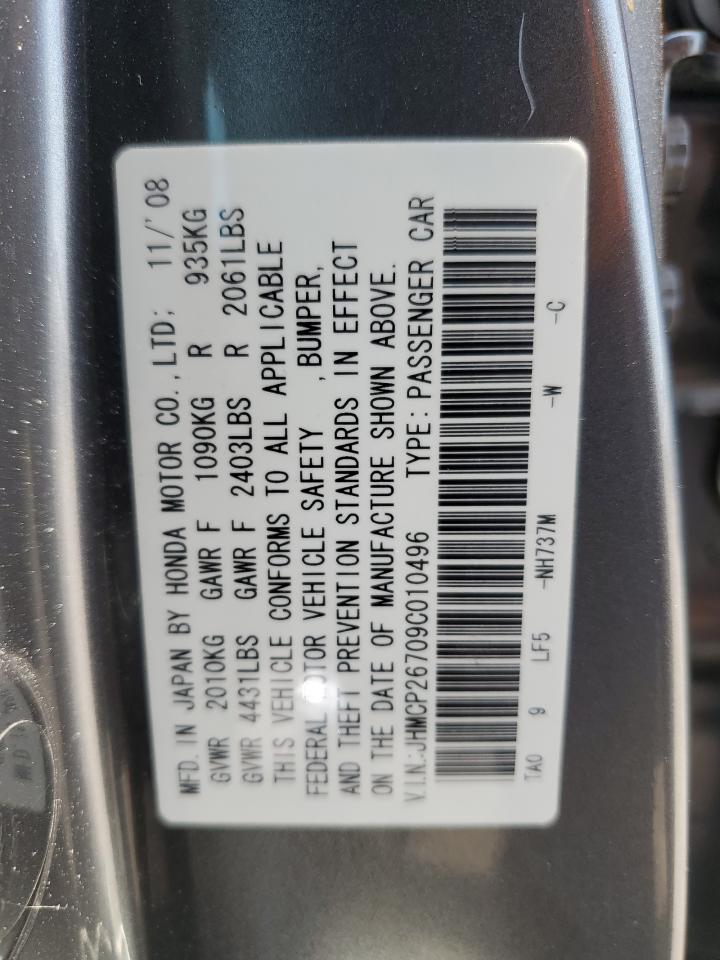 MFD. IN JAPAN BY HONDA MOTOR CO., LTD; 11/'08
GVWR 2010KG GAWR F 1090KG R 935KG
GVWR 4431LBS GAWR F 2403LBS R 2061LBS
THIS VEHICLE CONFORMS TO ALL APPLICABLE
FEDERAL MOTOR VEHICLE SAFETY , BUMPER,
AND THEFT PREVENTION STANDARDS IN EFFECT
ON THE DATE OF MANUFACTURE SHOWN ABOVE.
V.I.N.:JHMCP26709C010496 TYPE:PASSENGER CAR
TA0 9 LF5 -NH737M -W -C